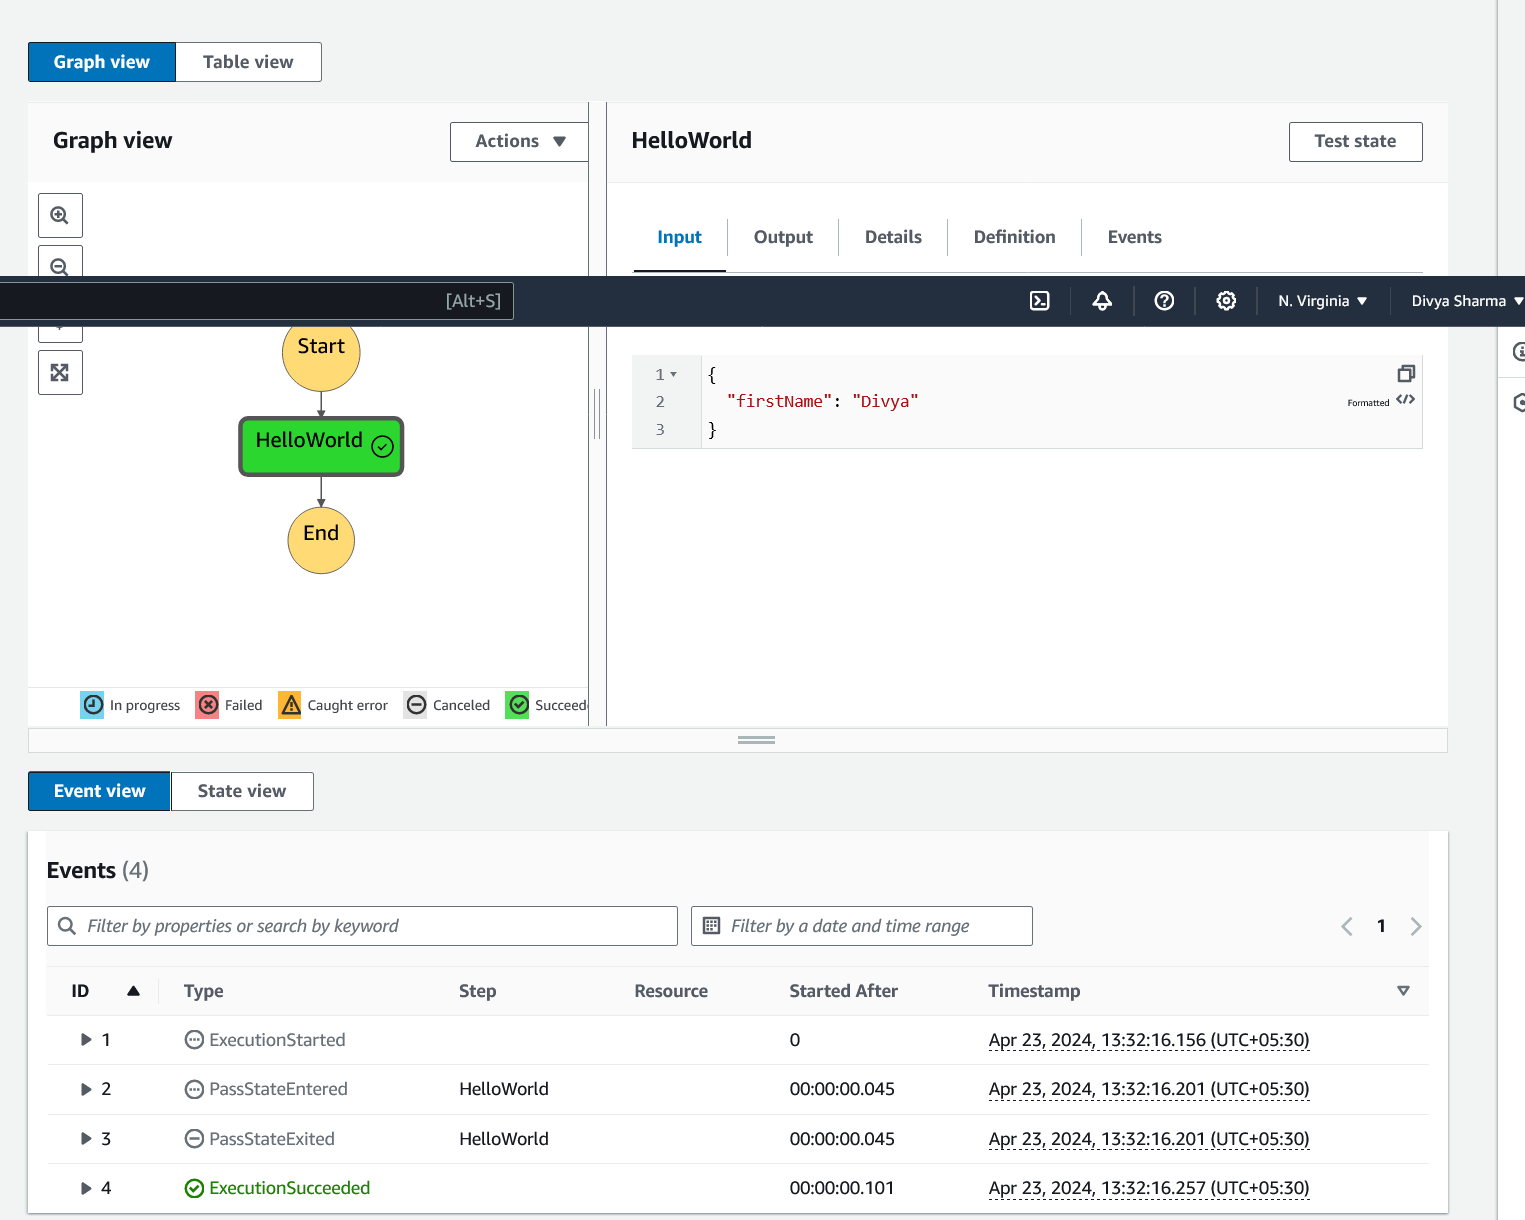 Graph view Table view
Graph view Actions
HelloWorld Test state
Input Output Details Definition Events
[Alt+S] N. Virginia Divya Sharma
Start
HelloWorld
End
1 {
2 "firstName": "Divya"
3 }
Formatted
In progress Failed Caught error Canceled Succeed
Event view State view
Events (4)
Filter by properties or search by keyword Filter by a date and time range 1
ID Type Step Resource Started After Timestamp
1 ExecutionStarted 0 Apr 23, 2024, 13:32:16.156 (UTC+05:30)
2 PassStateEntered HelloWorld 00:00:00.045 Apr 23, 2024, 13:32:16.201 (UTC+05:30)
3 PassStateExited HelloWorld 00:00:00.045 Apr 23, 2024, 13:32:16.201 (UTC+05:30)
4 ExecutionSucceeded 00:00:00.101 Apr 23, 2024, 13:32:16.257 (UTC+05:30)